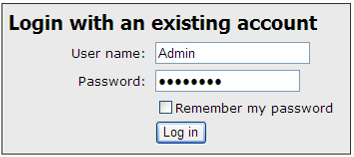 Login with an existing account
User name: Admin
Password: ●●●●●●●●
Remember my password
Log in